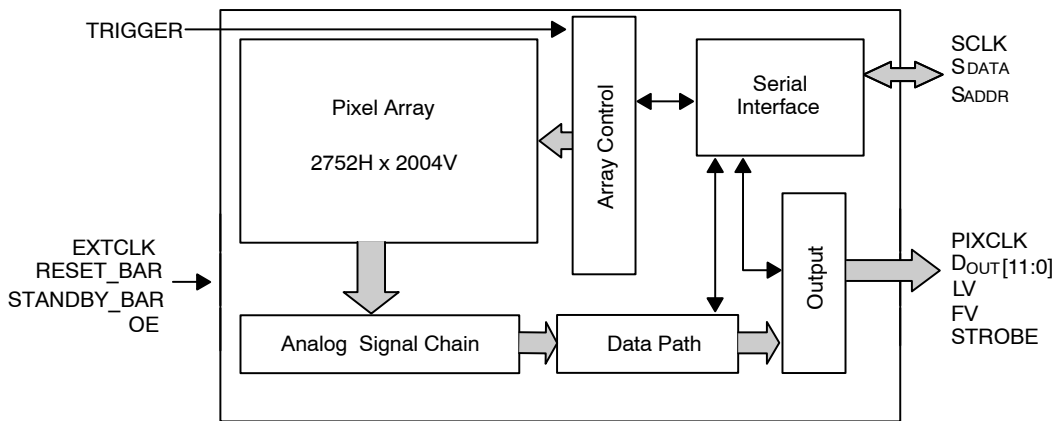 TRIGGER
Pixel Array
2752H x 2004V
Array Control
Serial
Interface
SCLK
SDATA
SADDR
EXTCLK
RESET_BAR
STANDBY_BAR
OE
Analog Signal Chain
Data Path
Output
PIXCLK
DOUT[11:0]
LV
FV
STROBE